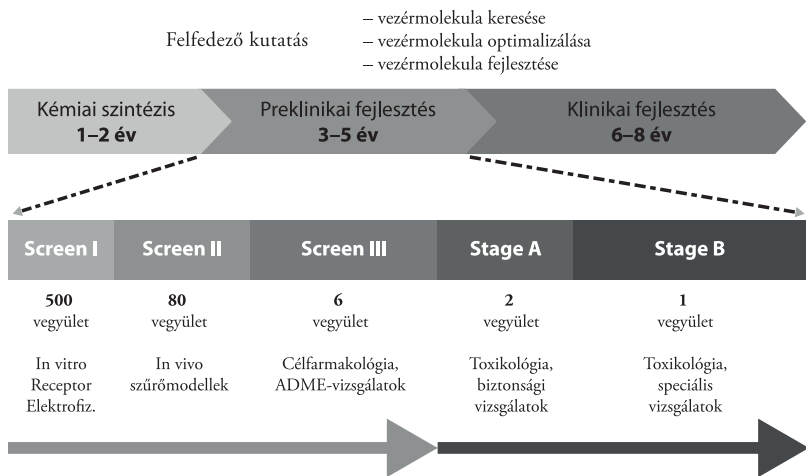 Felfedező kutatás
– vezérmolekula keresése
– vezérmolekula optimalizálása
– vezérmolekula fejlesztése
Kémiai szintézis
1–2 év
Preklinikai fejlesztés
3–5 év
Klinikai fejlesztés
6–8 év
Screen I
Screen II
Screen III
Stage A
Stage B
500
vegyület
80
vegyület
6
vegyület
2
vegyület
1
vegyület
In vitro
Receptor
Elektrofiz.
In vivo
szűrőmodellek
Célfarmakológia,
ADME-vizsgálatok
Toxikológia,
biztonsági
vizsgálatok
Toxikológia,
speciális
vizsgálatok